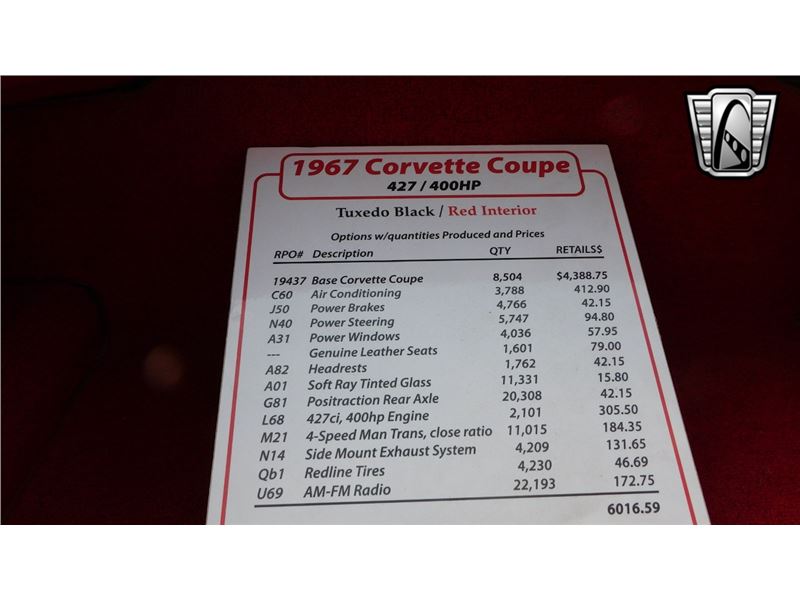 1967 Corvette Coupe
427 / 400HP
Tuxedo Black / Red Interior
Options w/quantities Produced and Prices
RPO# Description QTY RETAILS$
19437 Base Corvette Coupe 8,504 $4,388.75
C60 Air Conditioning 3,788 412.90
J50 Power Brakes 4,766 42.15
N40 Power Steering 5,747 94.80
A31 Power Windows 4,036 57.95
--- Genuine Leather Seats 1,601 79.00
A82 Headrests 1,762 42.15
A01 Soft Ray Tinted Glass 11,331 15.80
G81 Positraction Rear Axle 20,308 42.15
L68 427ci, 400hp Engine 2,101 305.50
M21 4-Speed Man Trans, close ratio 11,015 184.35
N14 Side Mount Exhaust System 4,209 131.65
Qb1 Redline Tires 4,230 46.69
U69 AM-FM Radio 22,193 172.75
6016.59